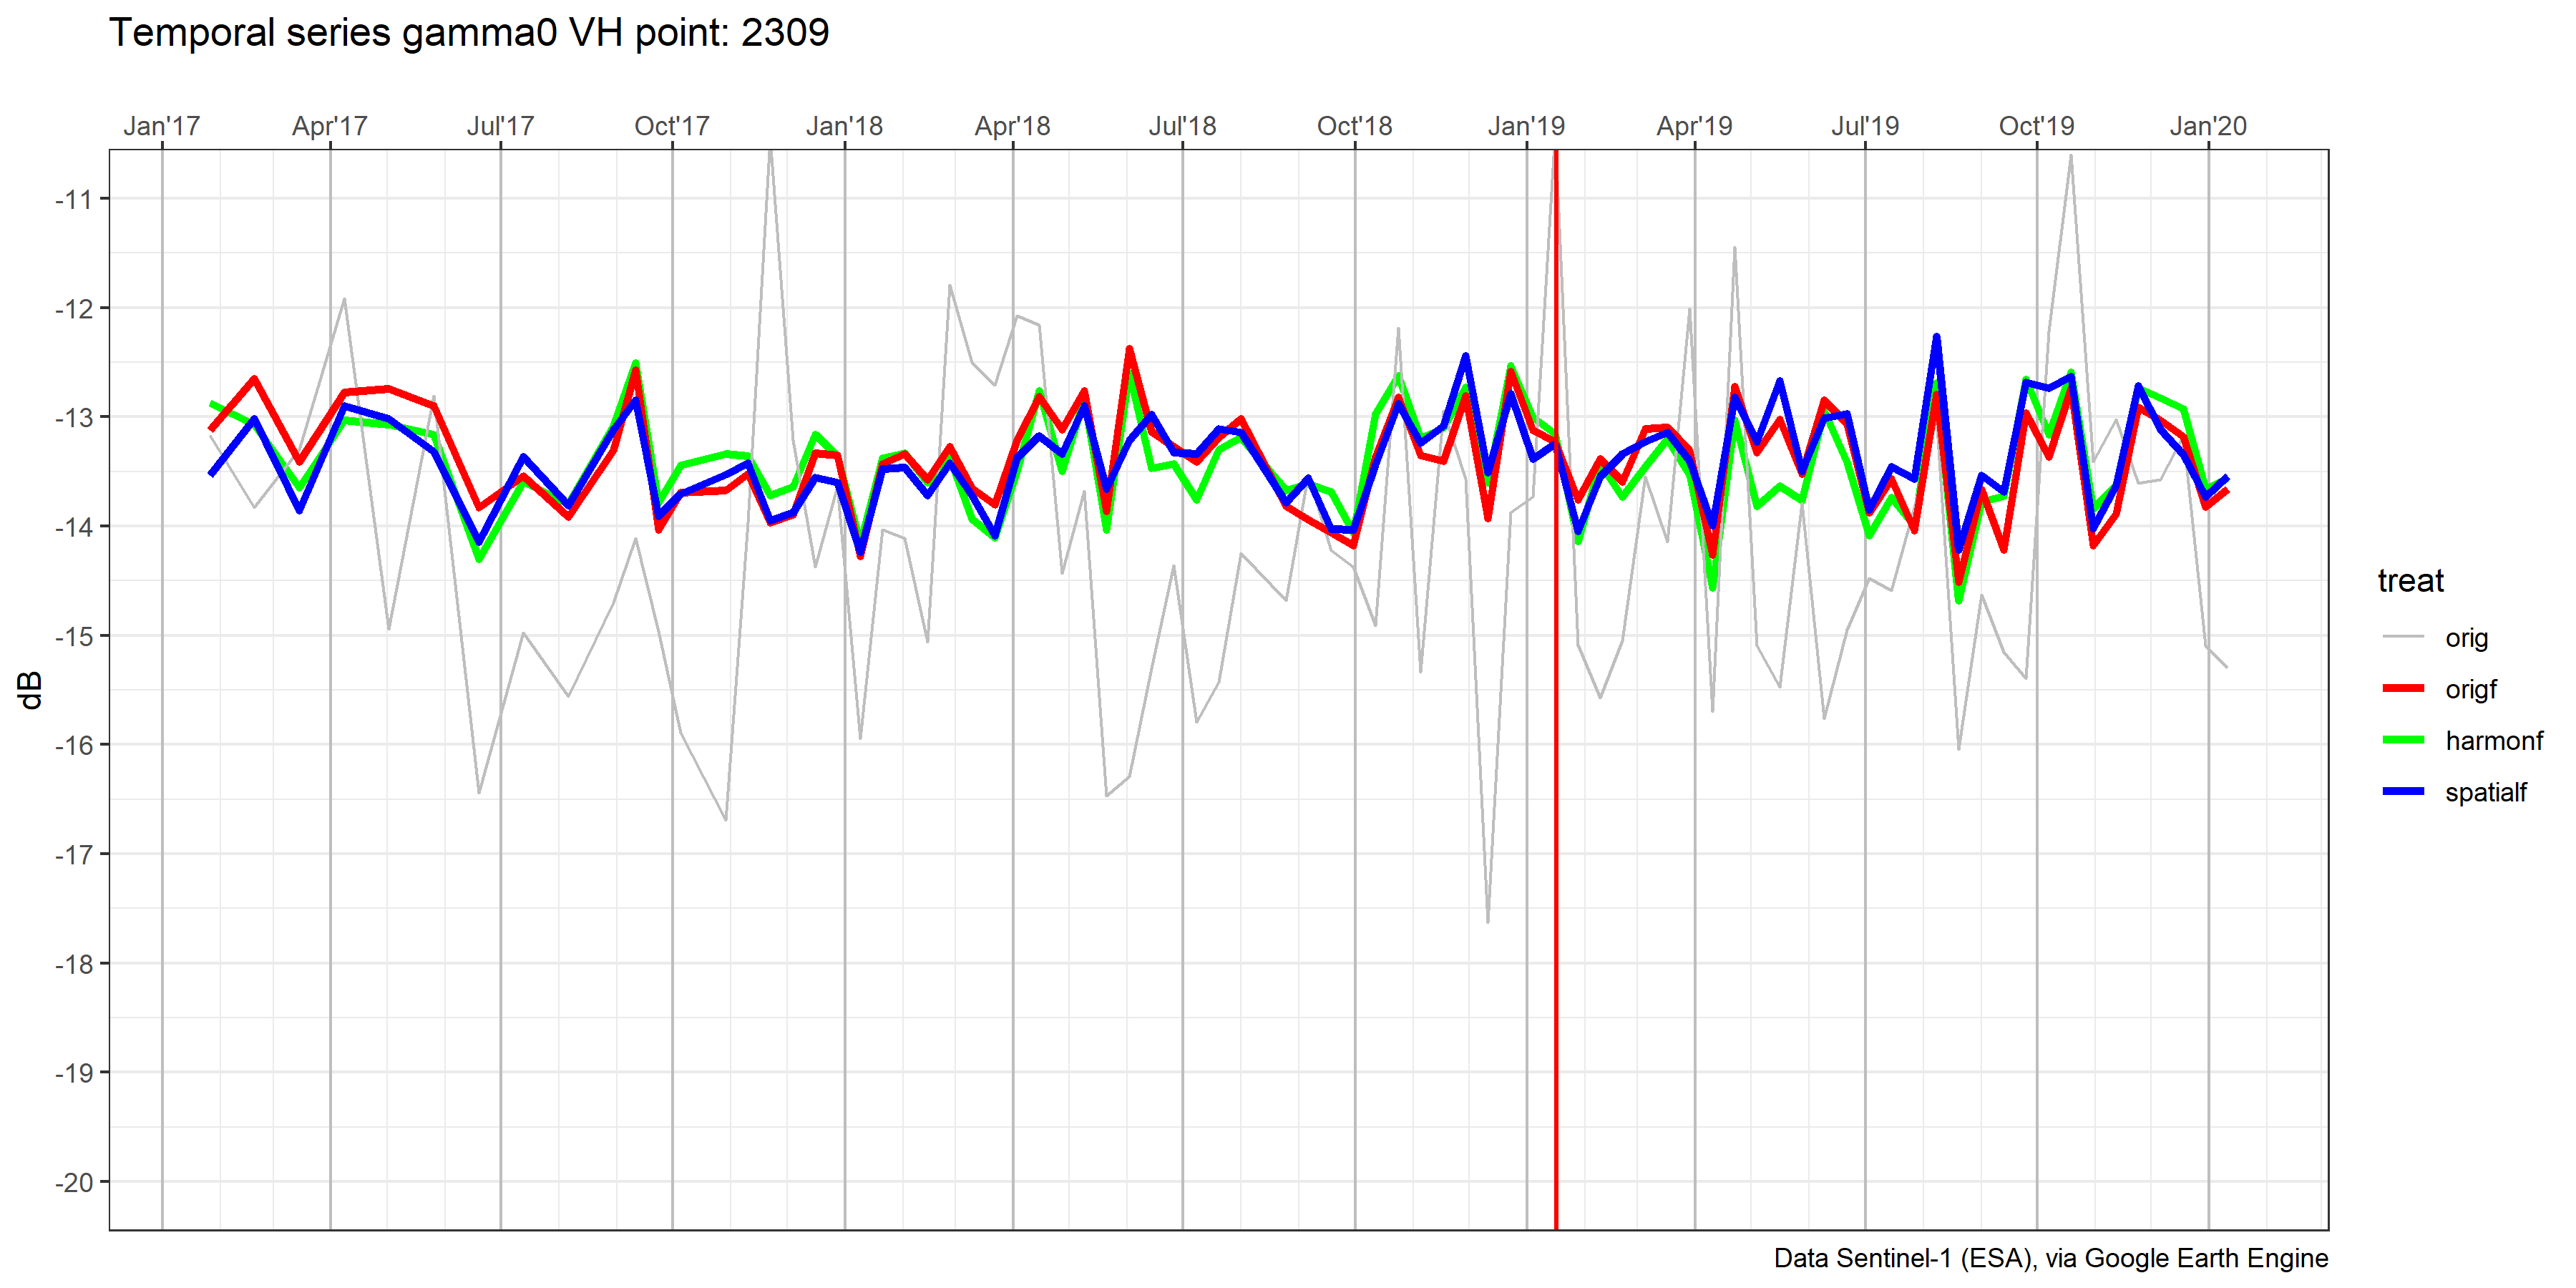 Temporal series gamma0 VH point: 2309
Jan'17 Apr'17 Jul'17 Oct'17 Jan'18 Apr'18 Jul'18 Oct'18 Jan'19 Apr'19 Jul'19 Oct'19 Jan'20
-11
-12
-13
-14
-15
-16
-17
-18
-19
-20
dB
treat
orig
origf
harmonf
spatialf
Data Sentinel-1 (ESA), via Google Earth Engine